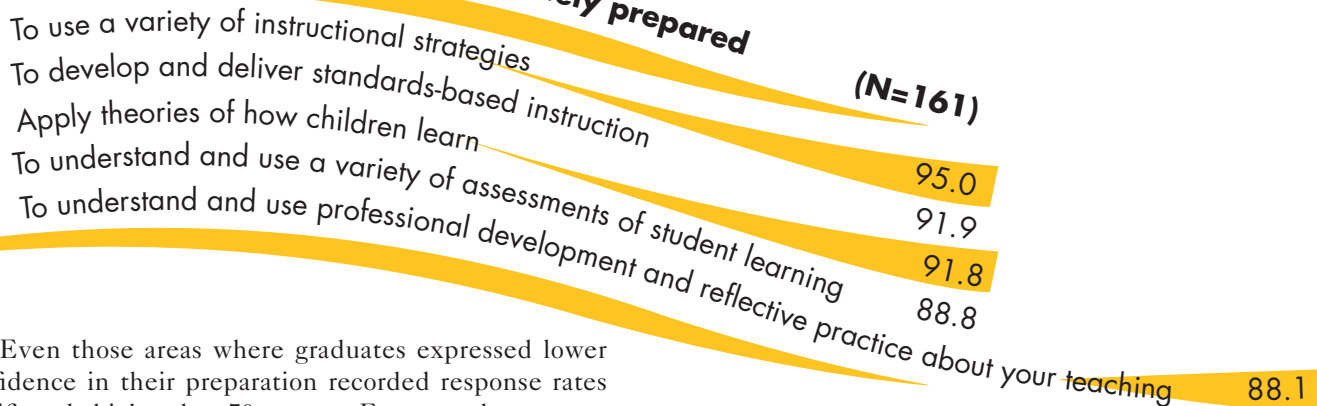 prepared
(N=161)
To use a variety of instructional strategies 95.0
To develop and deliver standards-based instruction 91.9
Apply theories of how children learn 91.8
To understand and use a variety of assessments of student learning 88.8
To understand and use professional development and reflective practice about your teaching 88.1
Even those areas where graduates expressed lower
fidence in their preparation recorded response rates